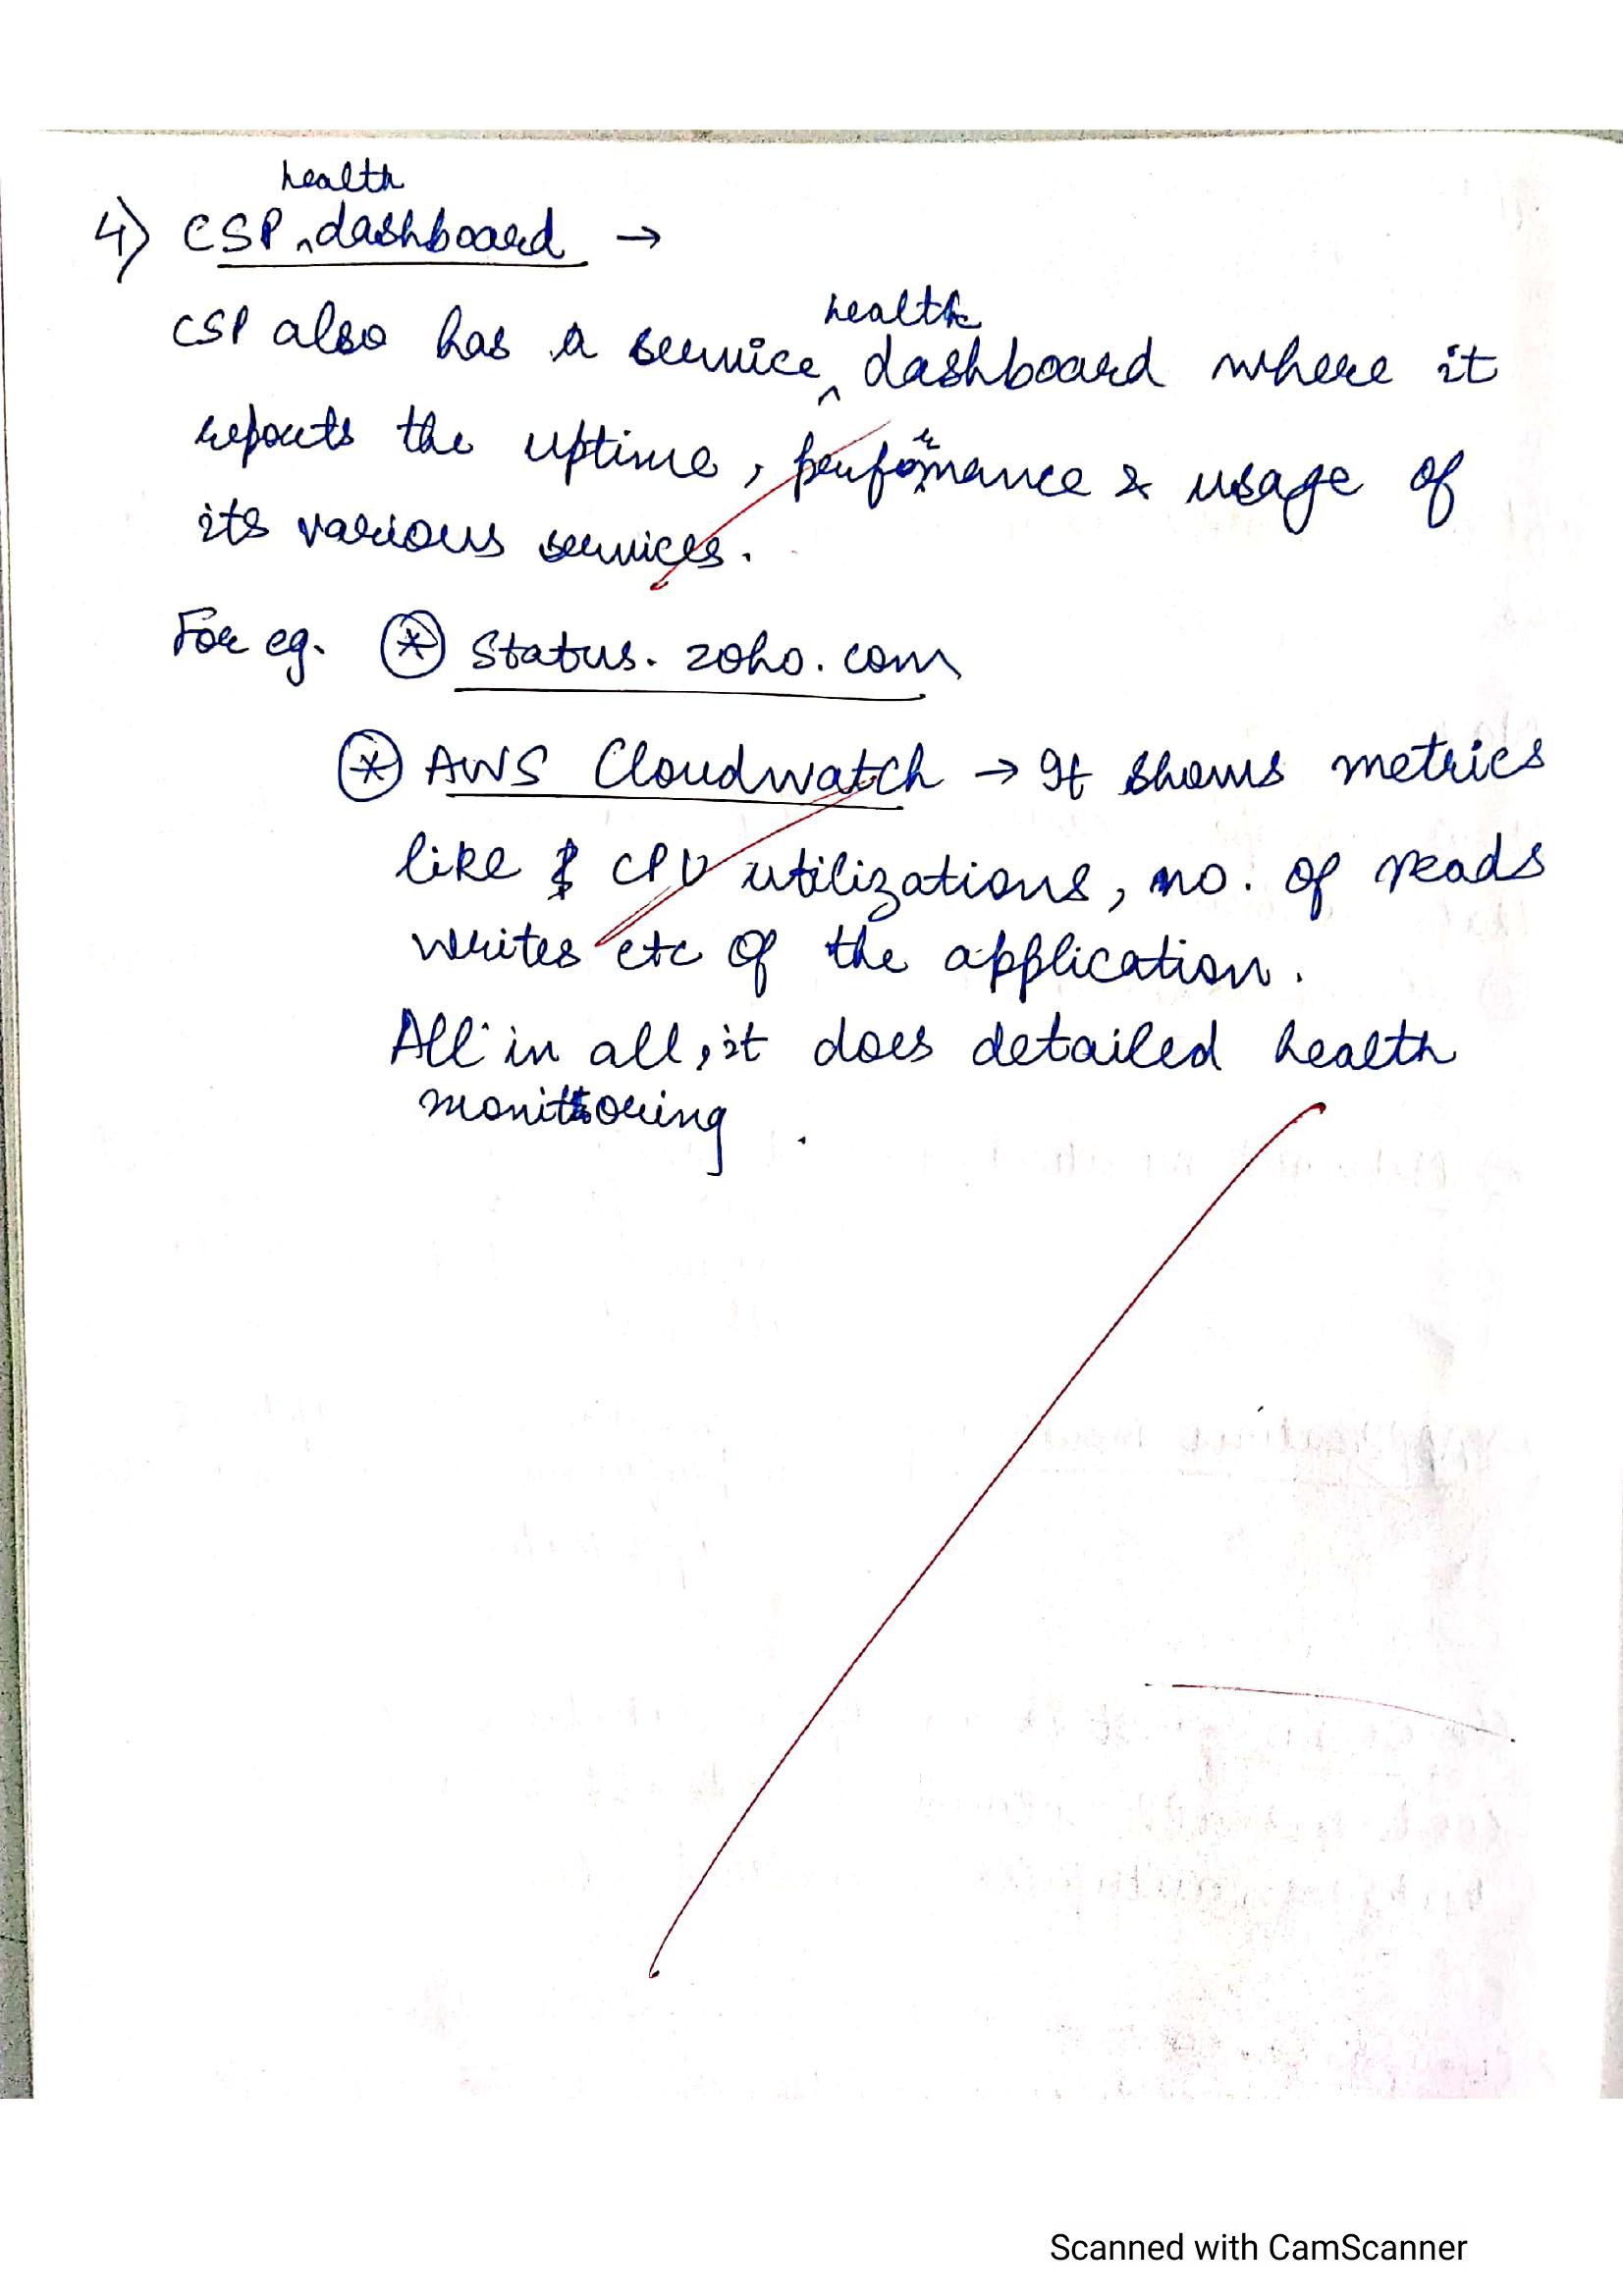 4) CSP health dashboard →
CSP also has a service health dashboard where it
reports the uptime, performance & usage of
its various services.
For eg. * Status.zoho.com
* AWS Cloudwatch → It shows metrics
like CPU utilizations, no. of reads
writes etc of the application.
All in all, it does detailed health
monitoring.
Scanned with CamScanner